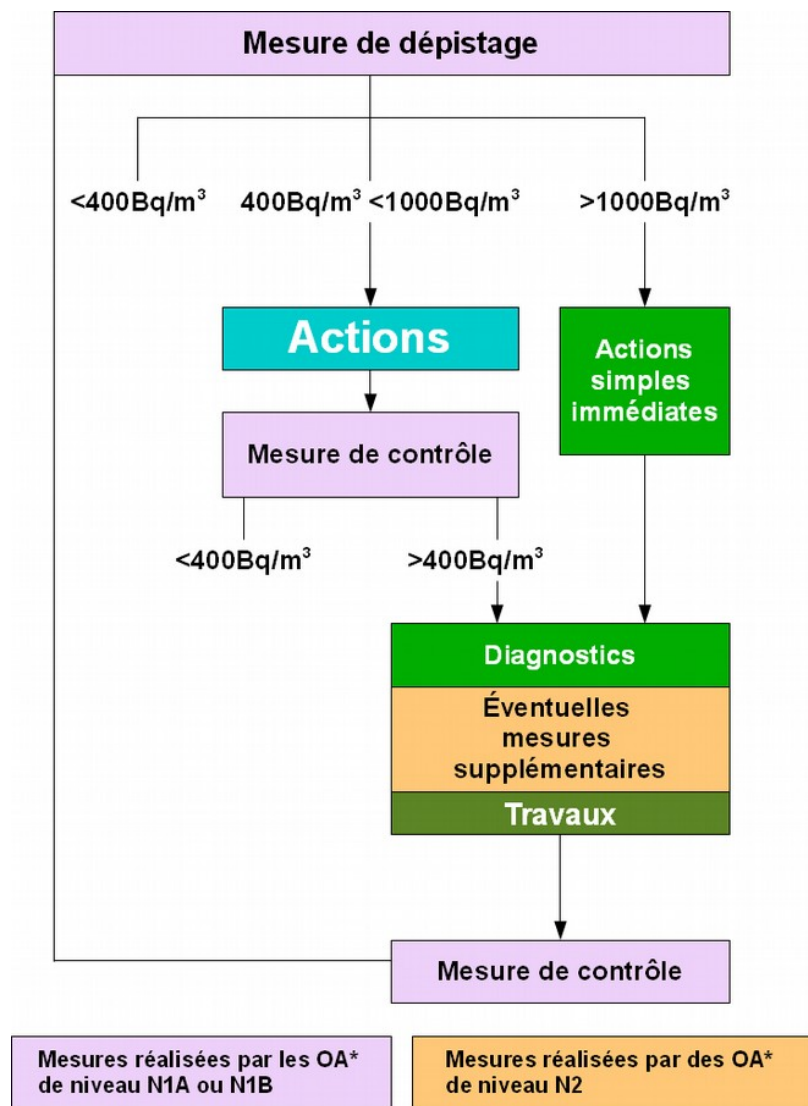 Mesure de dépistage
<400Bq/m³
400Bq/m³ <1000Bq/m³
>1000Bq/m³
Actions
Actions
simples
immédiates
Mesure de contrôle
<400Bq/m³
>400Bq/m³
Diagnostics
Éventuelles
mesures
supplémentaires
Travaux
Mesure de contrôle
Mesures réalisées par les OA*
de niveau N1A ou N1B
Mesures réalisées par des OA*
de niveau N2